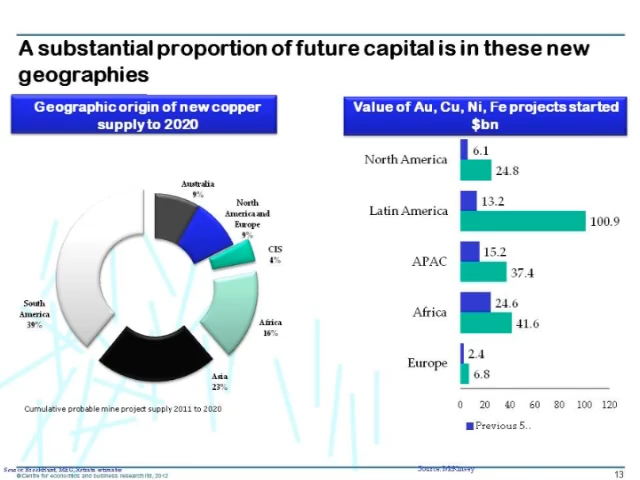 A substantial proportion of future capital is in these new
geographies
Geographic origin of new copper
supply to 2020
Value of Au, Cu, Ni, Fe projects started
$bn
Australia
9%
North
America and
Europe
9%
CIS
4%
Africa
16%
Asia
23%
South
America
39%
Cumulative probable mine project supply 2011 to 2020
North America
6.1
24.8
Latin America
13.2
100.9
APAC
15.2
37.4
Africa
24.6
41.6
Europe
2.4
6.8
0 20 40 60 80 100 120
Previous 5..
Source: Brook Hunt, MEG,
© Centre for economics and business research ltd, 2012
Source: McKinsey
13